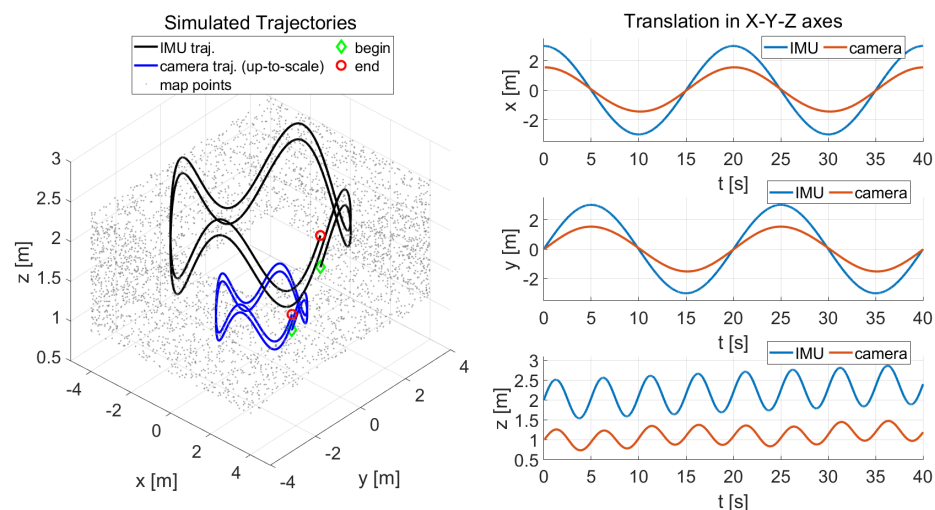 Simulated Trajectories
IMU traj.
camera traj. (up-to-scale)
map points
begin
end
3
2.5
2
1.5
1
0.5
z [m]
-4
-2
0
2
4
x [m]
-4
-2
0
2
4
y [m]
Translation in X-Y-Z axes
IMU camera
2
0
-2
x [m]
0 5 10 15 20 25 30 35 40
t [s]
IMU camera
2
0
-2
y [m]
0 5 10 15 20 25 30 35 40
t [s]
IMU camera
3
2.5
2
1.5
1
0.5
z [m]
0 5 10 15 20 25 30 35 40
t [s]